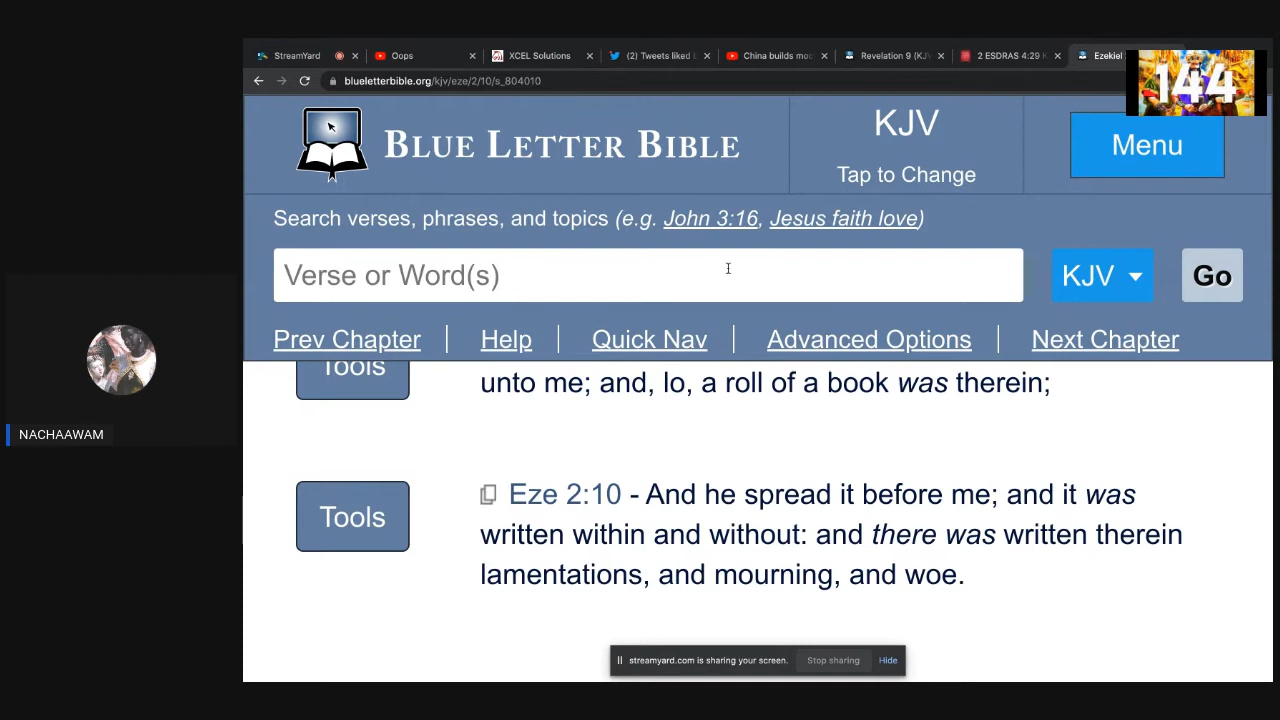 StreamYard
Oops
XCEL Solutions
(2) Tweets liked
China builds moc
Revelation 9 (KJ
2 ESDRAS 4:29 K
Ezekiel
144
blueletterbible.org/kjv/eze/2/10/s_804010
BLUE LETTER BIBLE
KJV
Tap to Change
Menu
Search verses, phrases, and topics (e.g. John 3:16, Jesus faith love)
Verse or Word(s)
KJV
Go
Prev Chapter
Help
Quick Nav
Advanced Options
Next Chapter
Tools
unto me; and, lo, a roll of a book was therein;
Tools
Eze 2:10 - And he spread it before me; and it was
written within and without: and there was written therein
lamentations, and mourning, and woe.
NACHAAWAM
streamyard.com is sharing your screen.
Stop sharing
Hide